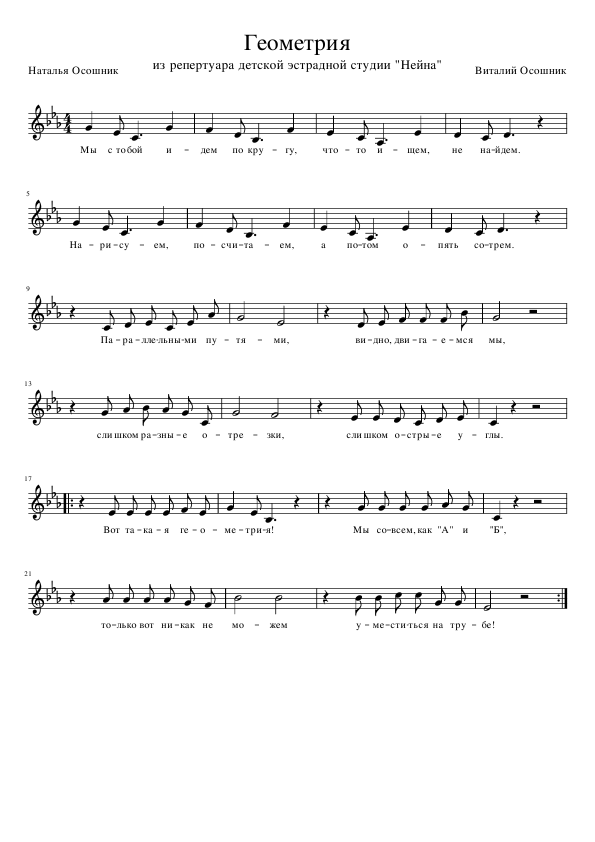 Геометрия
из репертуара детской эстрадной студии "Нейна"
Наталья Осошник Виталий Осошник
Мы с тобой и – дем по кру – гу, что – то и – щем, не на – йдем.
5
На – ри – су – ем, по – счи – та – ем, а по – том о – пять со – трем.
9
Па – ра – лле – льны – ми пу – тя – ми, ви – дно, дви – га – е – мся мы,
13
сли шком ра – зны – е о – тре – зки, сли шком о – стры – е у – глы.
17
Вот та – ка – я ге – о – ме – три – я! Мы со – всем, как "А" и "Б",
21
то – лько вот ни – как не мо – жем у – ме – сти – ться на тру – бе!